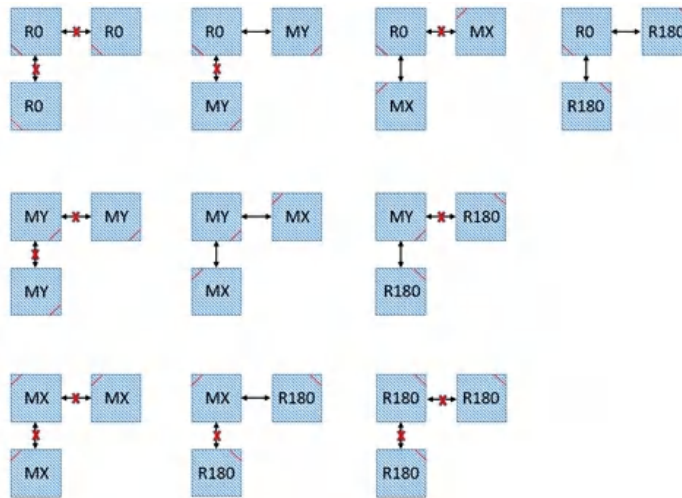 R0 R0 R0 MY R0 MX R0 R180
R0 MY MX R180
MY MY MY MX MY R180
MY MX R180
MX MX MX R180 R180 R180
MX R180 R180